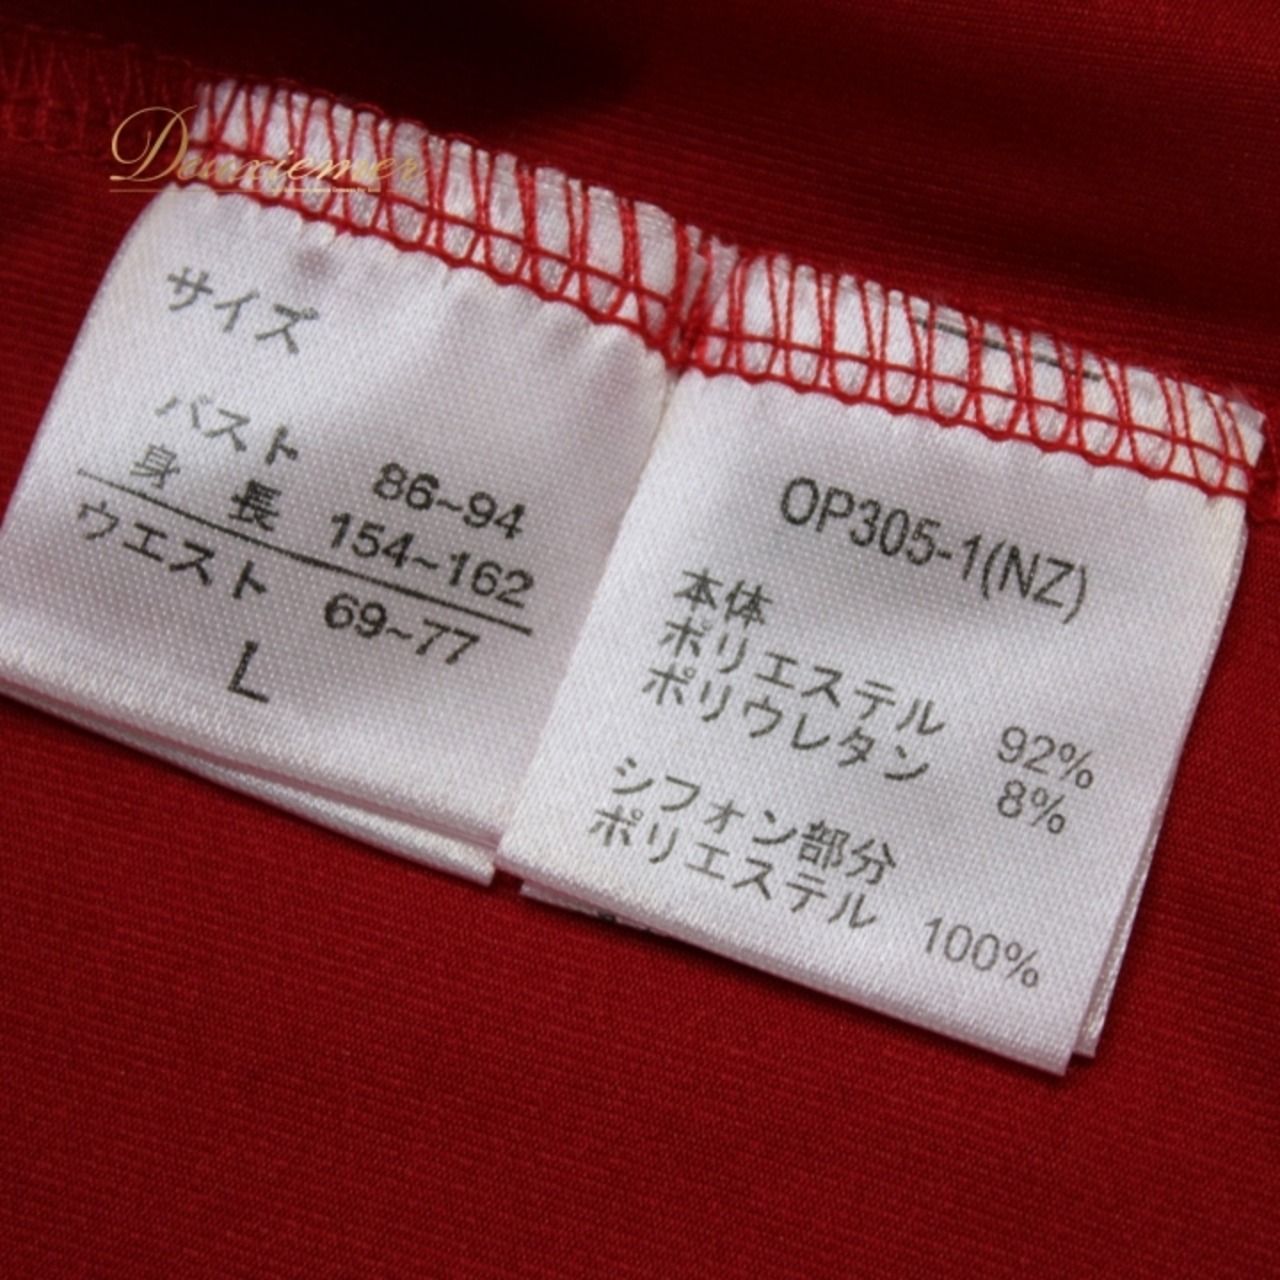 Deuxiemer
サイズ
バスト 86~94
身 長 154~162
ウエスト 69~77
L
OP305-1(NZ)
本体
ポリエステル 92%
ポリウレタン 8%
シフォン部分
ポリエステル 100%